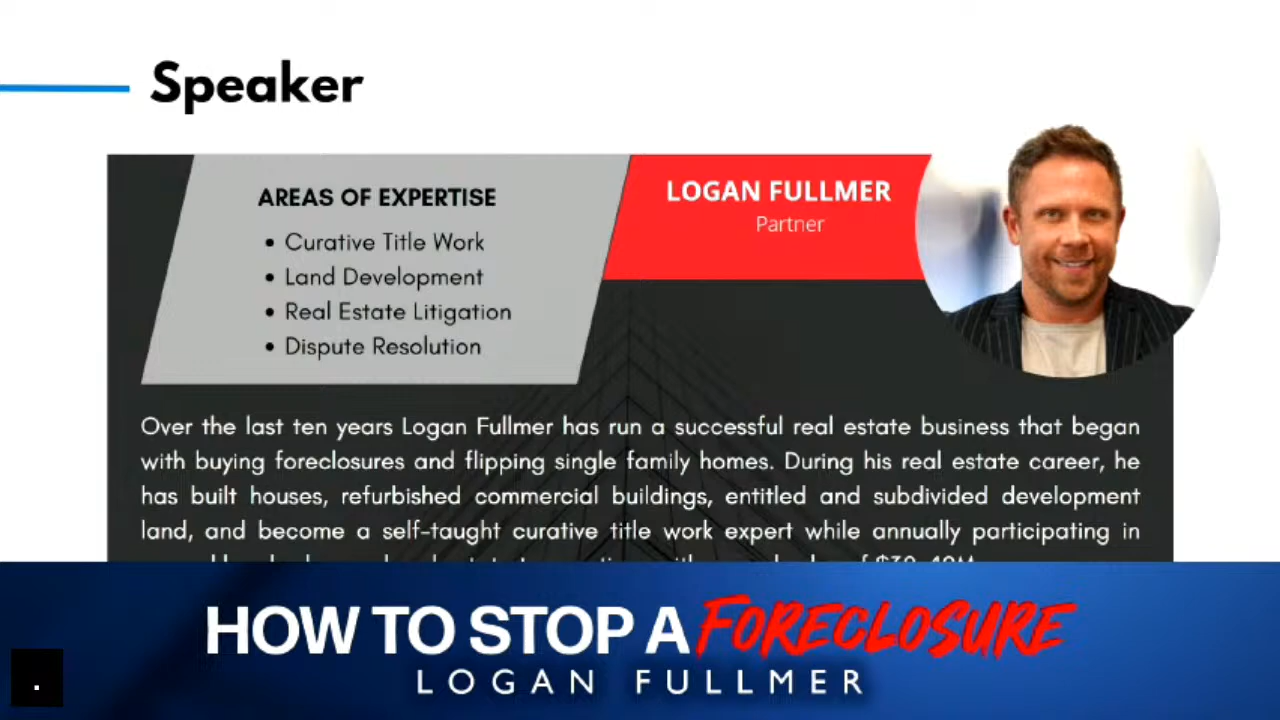 Speaker
AREAS OF EXPERTISE
• Curative Title Work
• Land Development
• Real Estate Litigation
• Dispute Resolution
LOGAN FULLMER
Partner
Over the last ten years Logan Fullmer has run a successful real estate business that began
with buying foreclosures and flipping single family homes. During his real estate career, he
has built houses, refurbished commercial buildings, entitled and subdivided development
land, and become a self-taught curative title work expert while annually participating in
HOW TO STOP A FORECLOSURE
LOGAN FULLMER